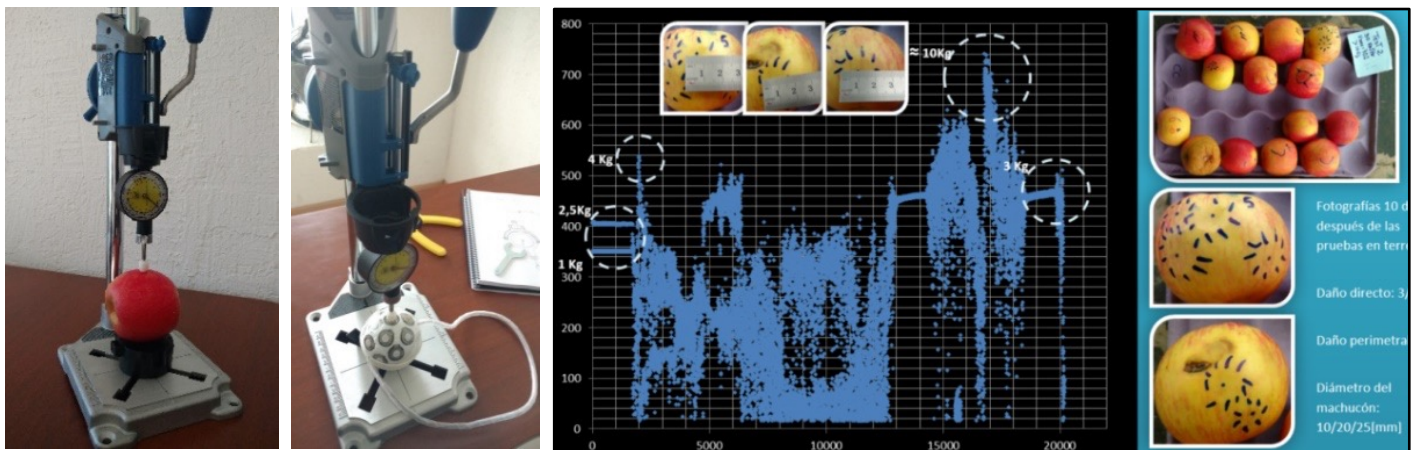 800
700
600
500
400
300
200
100
0
0
5000
10000
15000
20000
4 Kg
2,5Kg
1 Kg
≈ 10Kg
3 Kg
1 2 3
1 2 3
1 2 3
Fotografías 10 d
después de las
pruebas en terr
Daño directo: 3/
Daño perimetra
Diámetro del
machucón:
10/20/25[mm]